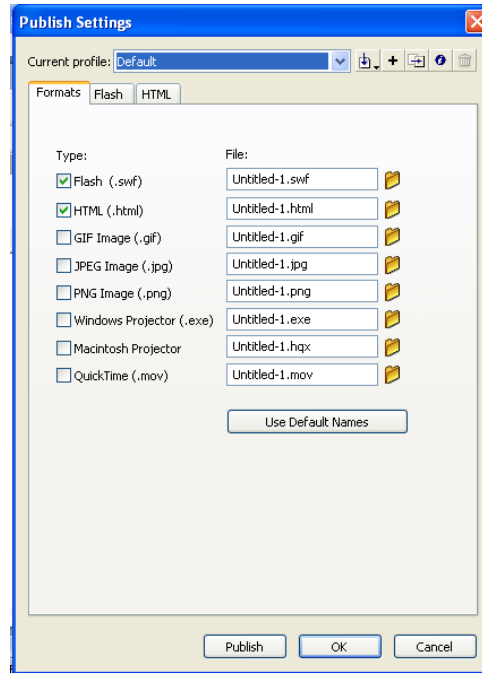 Publish Settings
Current profile: Default
Formats Flash HTML
Type: File:
Flash (.swf) Untitled-1.swf
HTML (.html) Untitled-1.html
GIF Image (.gif) Untitled-1.gif
JPEG Image (.jpg) Untitled-1.jpg
PNG Image (.png) Untitled-1.png
Windows Projector (.exe) Untitled-1.exe
Macintosh Projector Untitled-1.hqx
QuickTime (.mov) Untitled-1.mov
Use Default Names
Publish OK Cancel